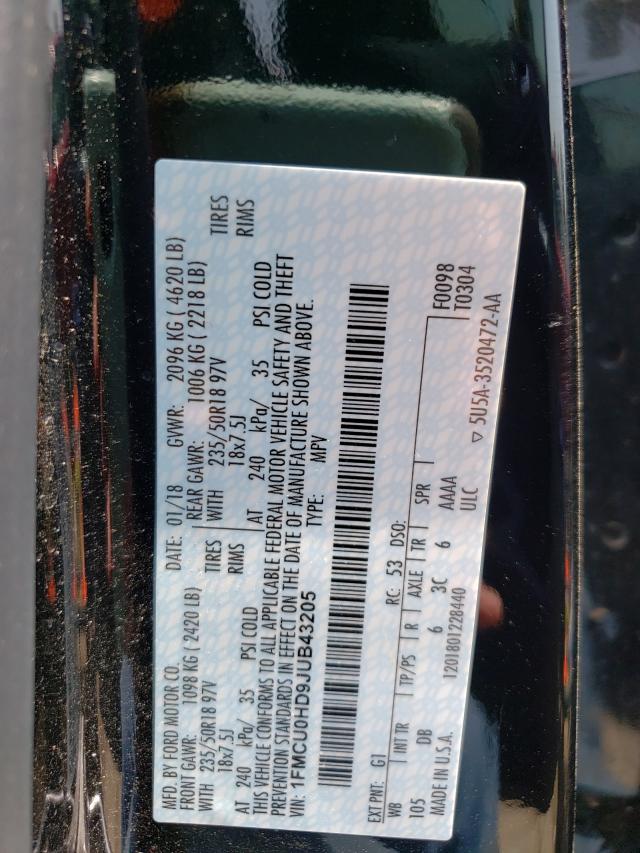 MFD. BY FORD MOTOR CO. DATE: 01/18 GVWR: 2096 KG ( 4620 LB)
FRONT GAWR: 1098 KG ( 2420 LB) REAR GAWR: 1006 KG ( 2218 LB)
WITH 235/50R18 97V TIRES WITH 235/50R18 97V TIRES
18x7.5J RIMS 18x7.5J RIMS
AT 240 kPa/ 35 PSI COLD AT 240 kPa/ 35 PSI COLD
THIS VEHICLE CONFORMS TO ALL APPLICABLE FEDERAL MOTOR VEHICLE SAFETY AND THEFT
PREVENTION STANDARDS IN EFFECT ON THE DATE OF MANUFACTURE SHOWN ABOVE.
VIN: 1FMCU0HD9JUB43205 TYPE: MPV
EXT PNT: G1 RC: 53 DSO: F0098
WB INT TR TP/PS R AXLE TR SPR T0304
105 DB 6 3C 6 AAAA
MADE IN U.S.A. 1201801228440 ULC ▽ 5U5A-3520472-AA